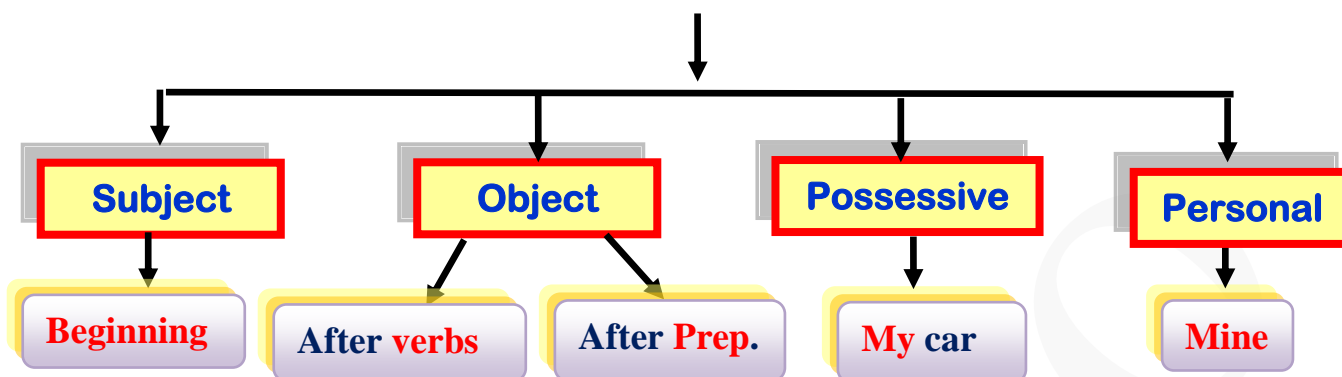 Subject
Object
Possessive
Personal
Beginning
After verbs
After Prep.
My car
Mine